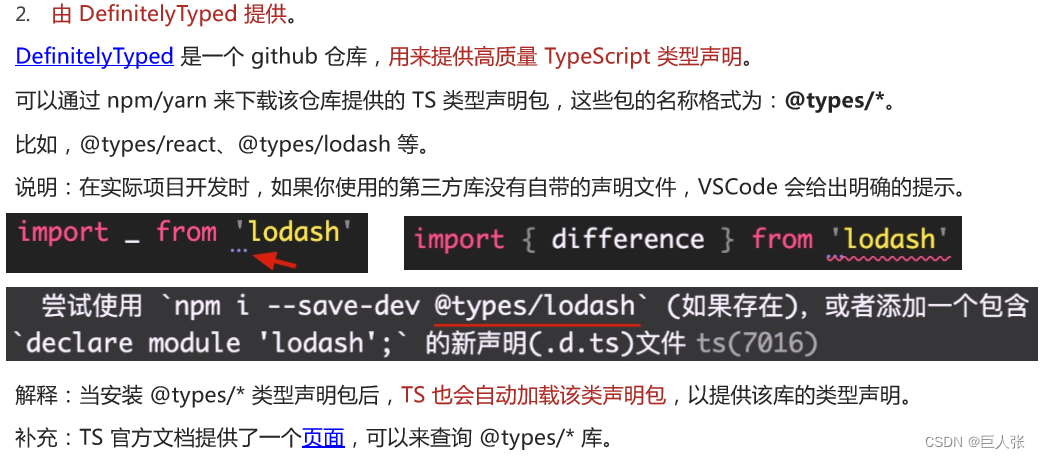 2. 由 DefinitelyTyped 提供。
DefinitelyTyped 是一个 github 仓库，用来提供高质量 TypeScript 类型声明。
可以通过 npm/yarn 来下载该仓库提供的 TS 类型声明包，这些包的名称格式为：@types/*。
比如，@types/react、@types/lodash 等。
说明：在实际项目开发时，如果你使用的第三方库没有自带的声明文件，VSCode 会给出明确的提示。
import _ from 'lodash'
import { difference } from 'lodash'
尝试使用 `npm i --save-dev @types/lodash` (如果存在)，或者添加一个包含
`declare module 'lodash';` 的新声明(.d.ts)文件 ts(7016)
解释：当安装 @types/* 类型声明包后，TS 也会自动加载该类声明包，以提供该库的类型声明。
补充：TS 官方文档提供了一个页面，可以来查询 @types/* 库。
CSDN @巨人张